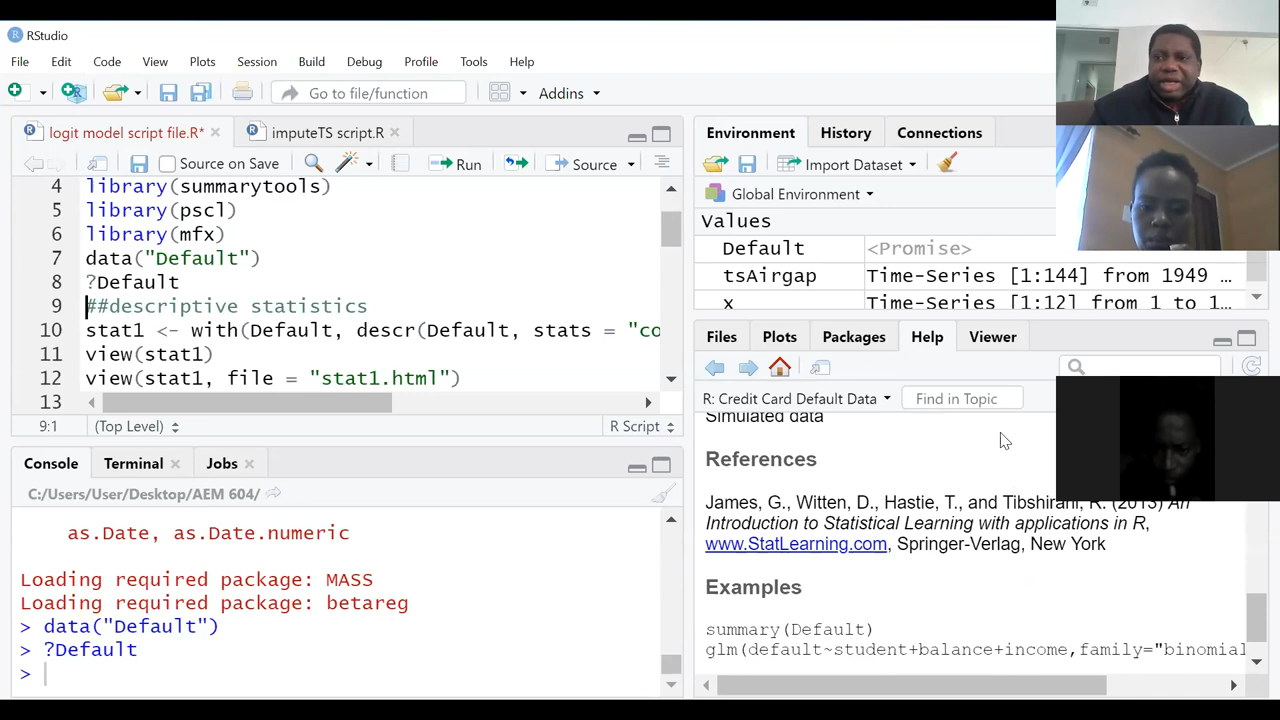 RStudio
File Edit Code View Plots Session Build Debug Profile Tools Help
Go to file/function Addins
logit model script file.R* imputeTS script.R
Source on Save Run Source
4 library(summarytools)
5 library(pscl)
6 library(mfx)
7 data("Default")
8 ?Default
9 ##descriptive statistics
10 stat1 <- with(Default, descr(Default, stats = "co
11 view(stat1)
12 view(stat1, file = "stat1.html")
13
9:1 (Top Level) R Script
Console Terminal Jobs
C:/Users/User/Desktop/AEM 604/
as.Date, as.Date.numeric
Loading required package: MASS
Loading required package: betareg
> data("Default")
> ?Default
>
Environment History Connections
Import Dataset
Global Environment
Values
Default <Promise>
tsAirgap Time-Series [1:144] from 1949 ...
x Time-Series [1:12] from 1 to 1...
Files Plots Packages Help Viewer
R: Credit Card Default Data Find in Topic
Simulated data
References
James, G., Witten, D., Hastie, T., and Tibshirani, R. (2013) An
Introduction to Statistical Learning with applications in R,
www.StatLearning.com, Springer-Verlag, New York
Examples
summary(Default)
glm(default~student+balance+income,family="binomial